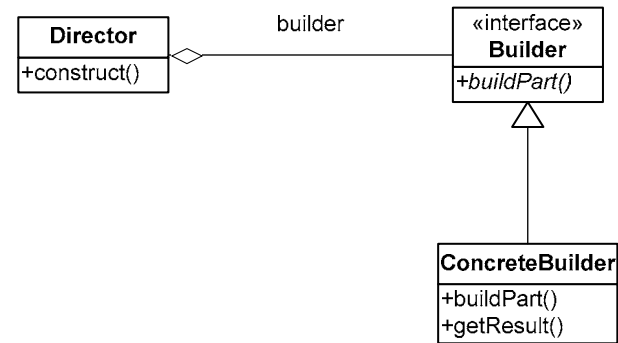 Director
+construct()
builder
«interface»
Builder
+buildPart()
ConcreteBuilder
+buildPart()
+getResult()